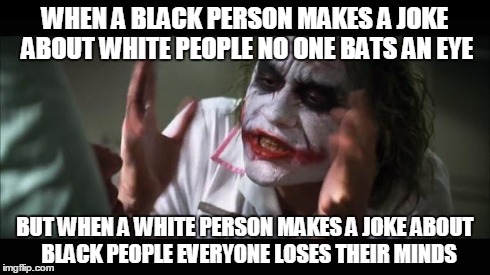 WHEN A BLACK PERSON MAKES A JOKE
ABOUT WHITE PEOPLE NO ONE BATS AN EYE
BUT WHEN A WHITE PERSON MAKES A JOKE ABOUT
BLACK PEOPLE EVERYONE LOSES THEIR MINDS
imgflip.com